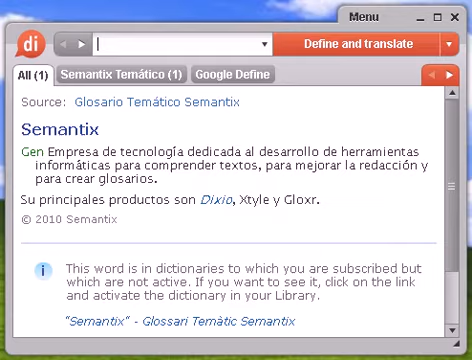 Menu
di
Define and translate
All (1)
Semantix Temático (1)
Google Define
Source: Glosario Temático Semantix
Semantix
Gen Empresa de tecnología dedicada al desarrollo de herramientas
informáticas para comprender textos, para mejorar la redacción y
para crear glosarios.
Su principales productos son Dixio, Xtyle y Gloxr.
© 2010 Semantix
i
This word is in dictionaries to which you are subscribed but
which are not active. If you want to see it, click on the link
and activate the dictionary in your Library.
"Semantix" - Glossari Temàtic Semantix